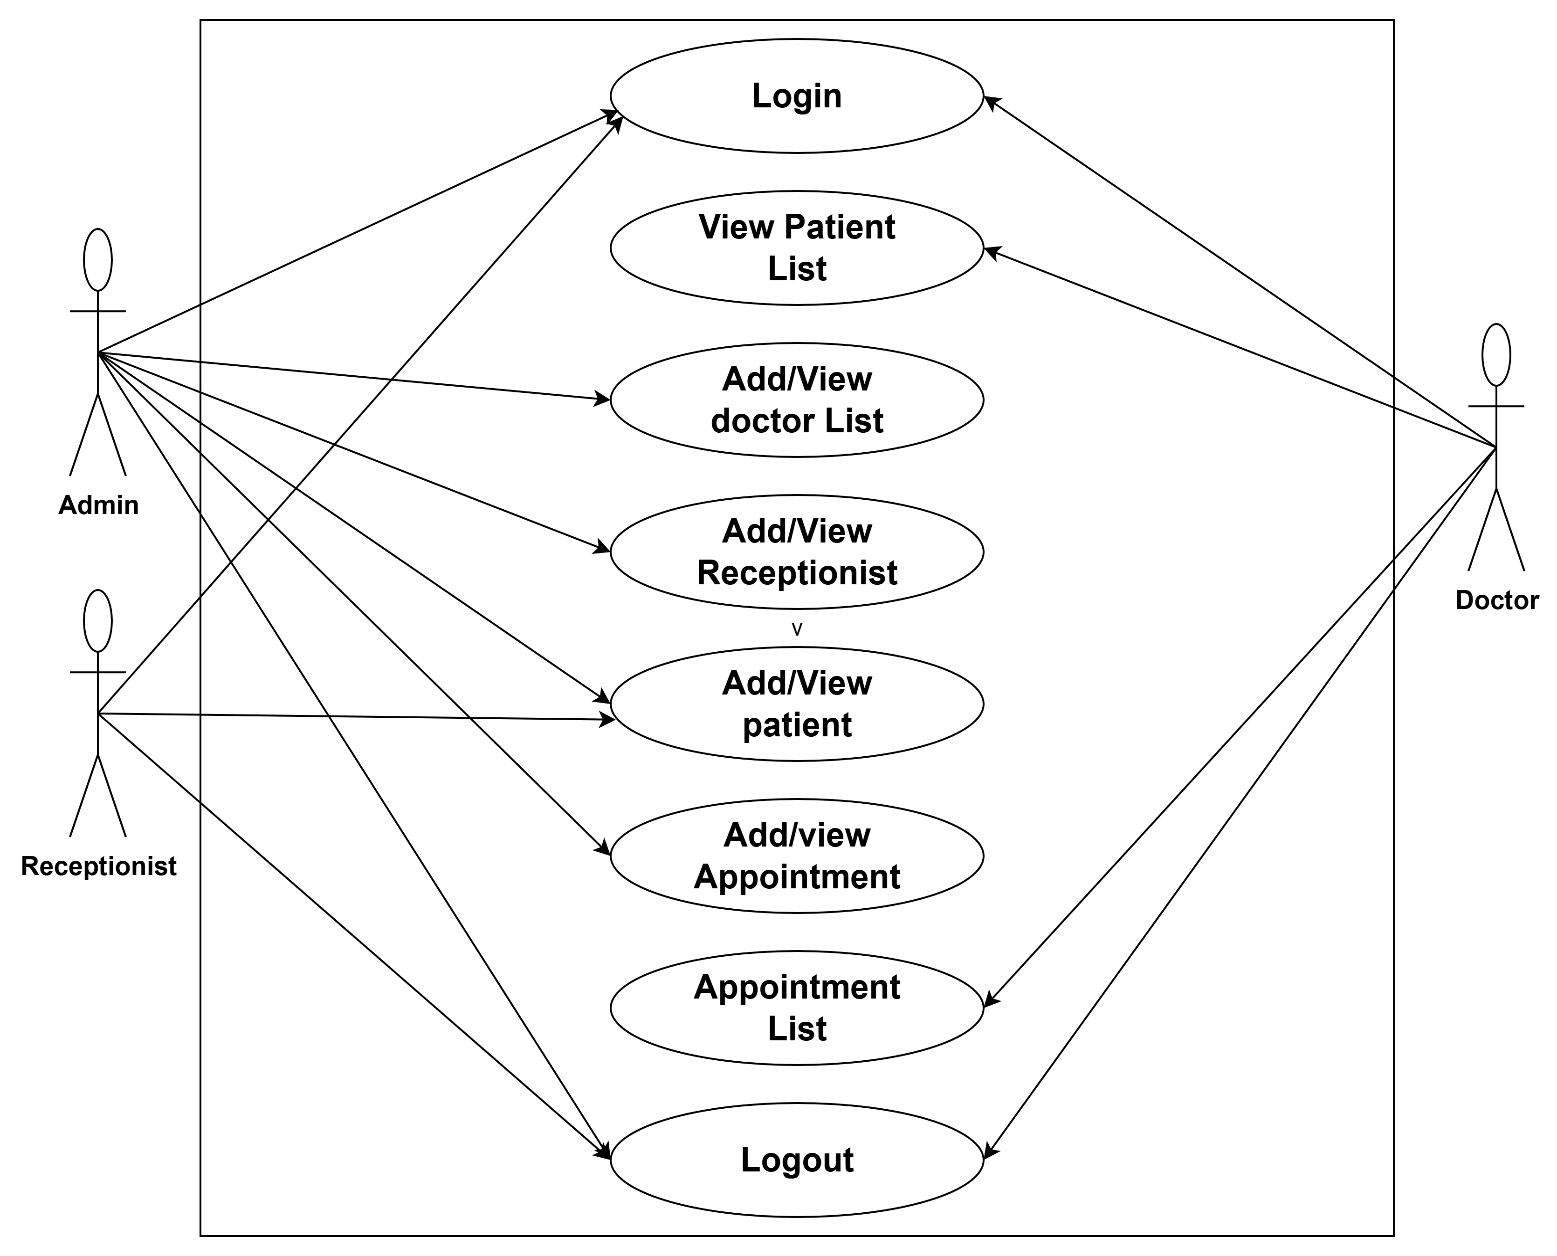 Login
View Patient
List
Add/View
doctor List
Admin
Add/View
Receptionist
Doctor
v
Add/View
patient
Add/view
Appointment
Receptionist
Appointment
List
Logout